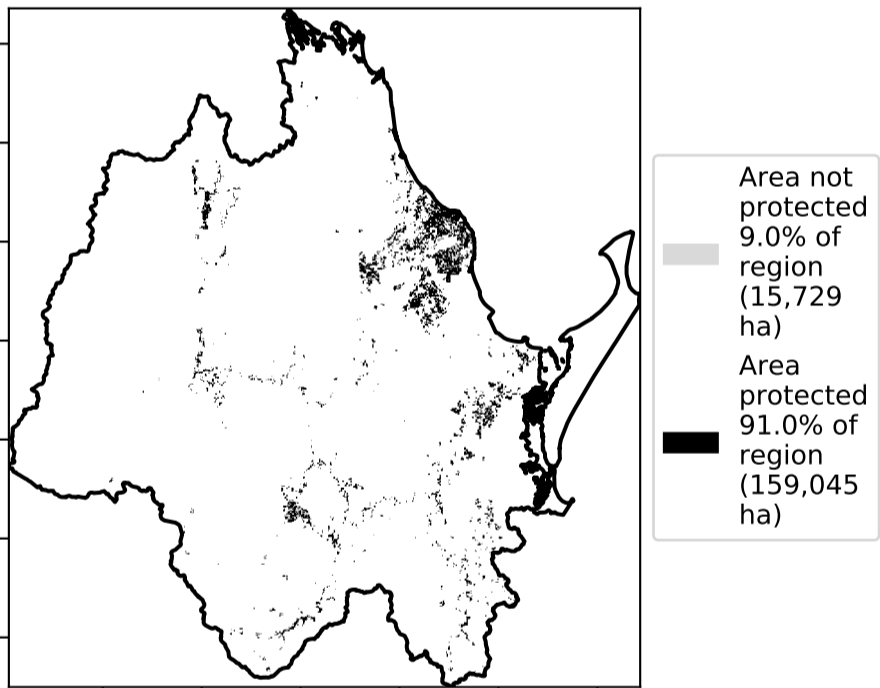 Area not
protected
9.0% of
region
(15,729
ha)
Area
protected
91.0% of
region
(159,045
ha)